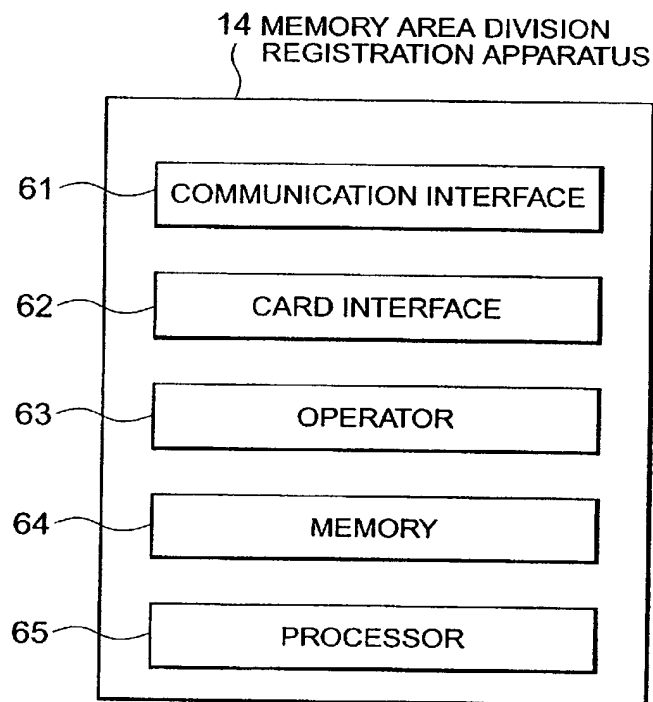 14 MEMORY AREA DIVISION
REGISTRATION APPARATUS
61 COMMUNICATION INTERFACE
62 CARD INTERFACE
63 OPERATOR
64 MEMORY
65 PROCESSOR